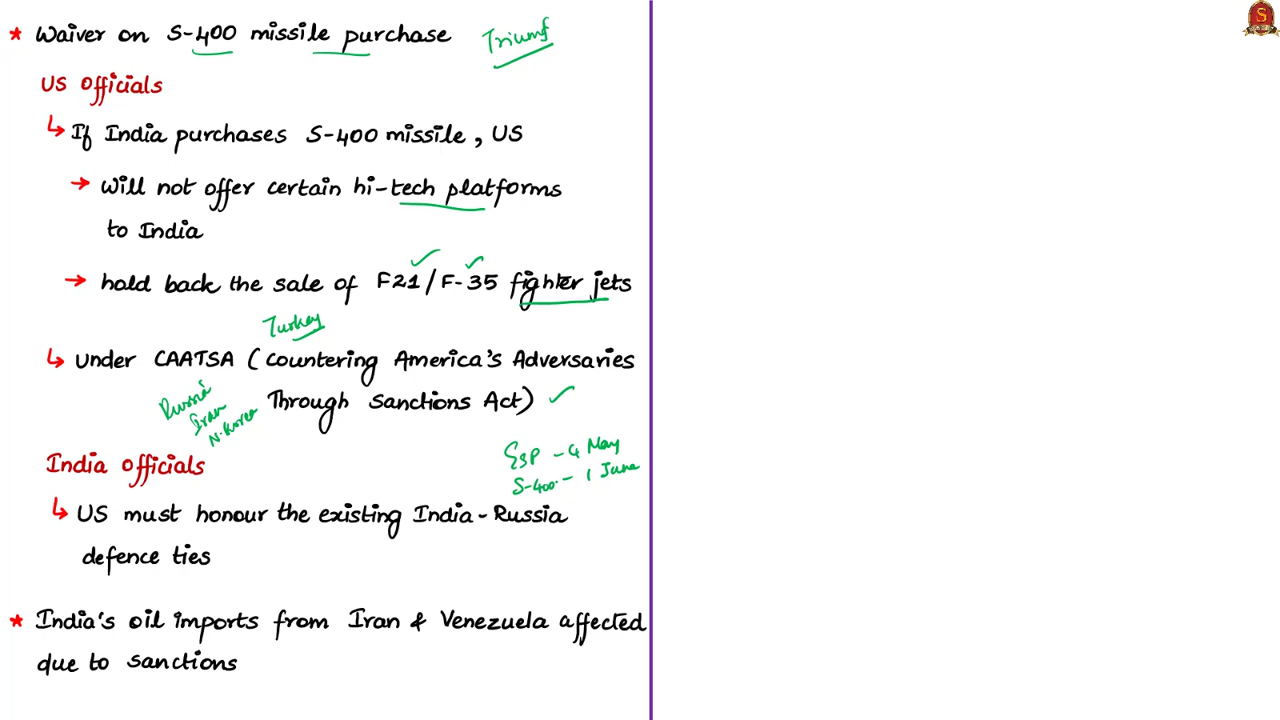 * Waiver on S-400 missile purchase Triumf
US Officials
↳ If India purchases S-400 missile, US
→ will not offer certain hi-tech platforms
to India
→ hold back the sale of F21/F-35 fighter jets
Turkey
↳ under CAATSA (Countering America's Adversaries
Through Sanctions Act)
Russia
Iran
N. Korea
India officials
GSP - 4 May
S-400 - 1 June
↳ US must honour the existing India-Russia
defence ties
* India's oil imports from Iran & Venezuela affected
due to sanctions
S